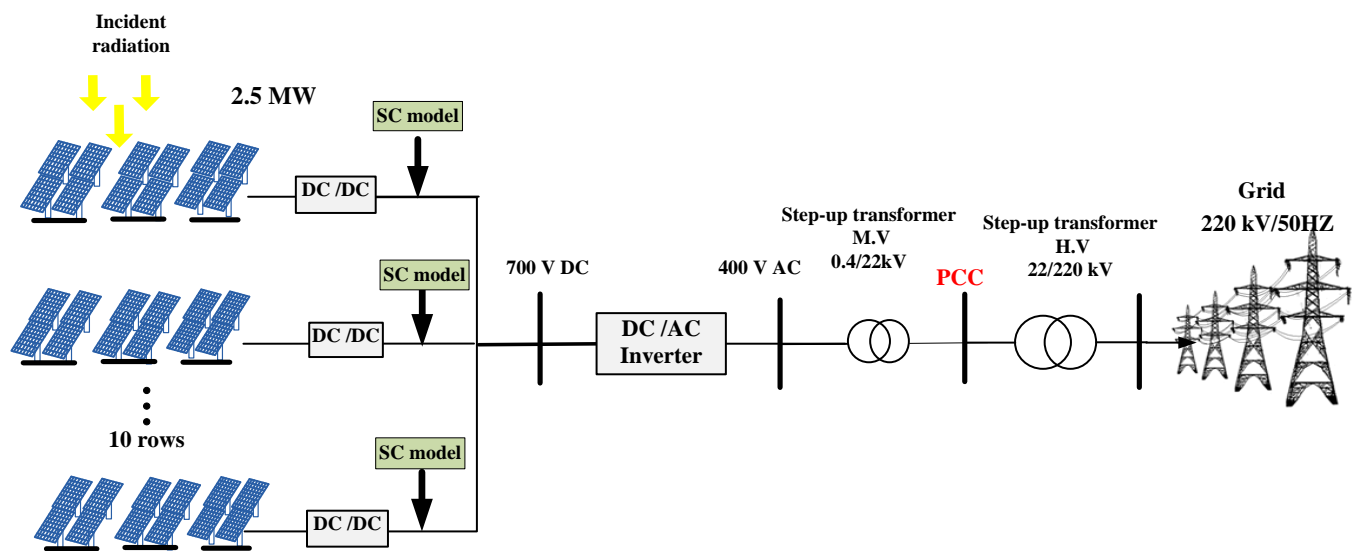 Incident
radiation
2.5 MW
SC model
DC /DC
Grid
220 kV/50HZ
Step-up transformer
M.V
0.4/22kV
Step-up transformer
H.V
22/220 kV
SC model
700 V DC
400 V AC
PCC
DC /DC
DC /AC
Inverter
10 rows
SC model
DC /DC